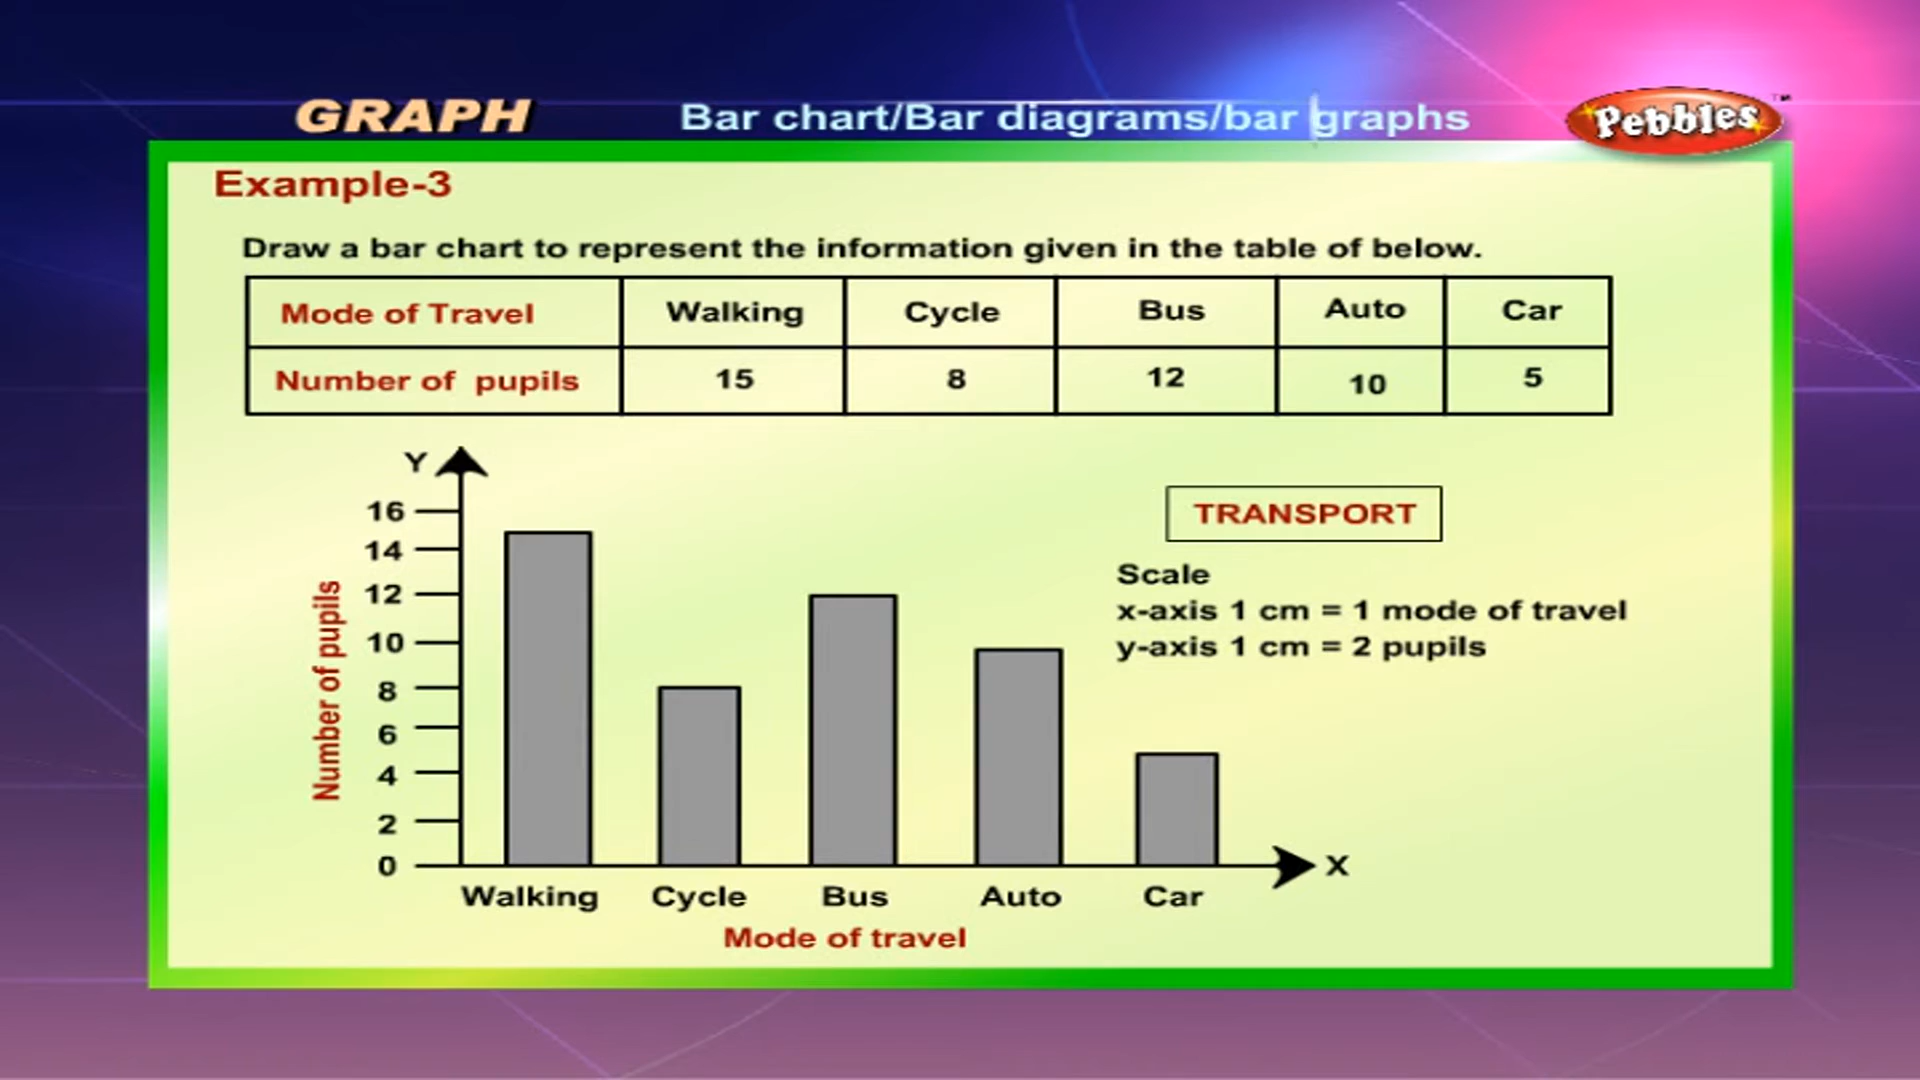 GRAPH
Bar chart/Bar diagrams/bar graphs
Pebbles™
Example-3
Draw a bar chart to represent the information given in the table of below.
Mode of Travel Walking Cycle Bus Auto Car
Number of pupils 15 8 12 10 5
Y
16
14
12
10
8
6
4
2
0
Number of pupils
TRANSPORT
Scale
x-axis 1 cm = 1 mode of travel
y-axis 1 cm = 2 pupils
X
Walking Cycle Bus Auto Car
Mode of travel